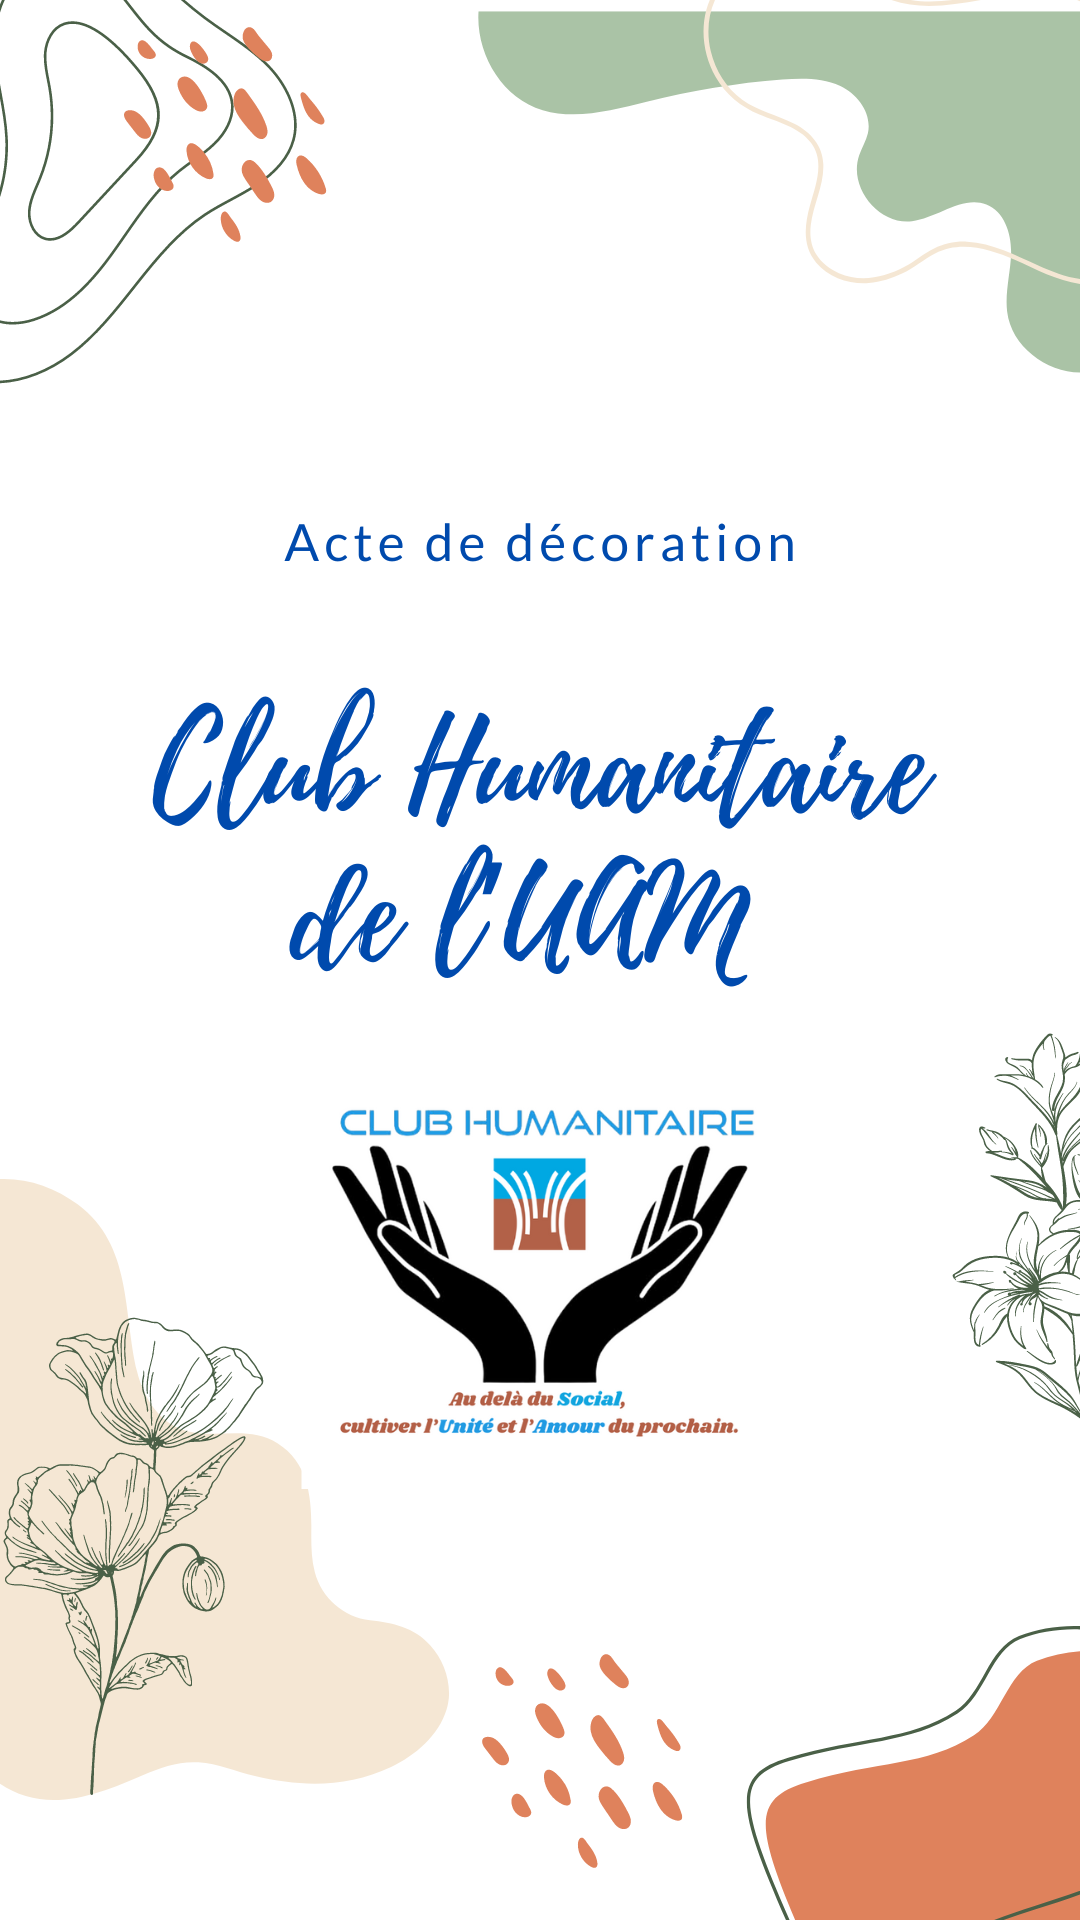 Acte de décoration
Club Humanitaire
de l'UAM
CLUB HUMANITAIRE
Au delà du Social,
cultiver l'Unité et l'Amour du prochain.